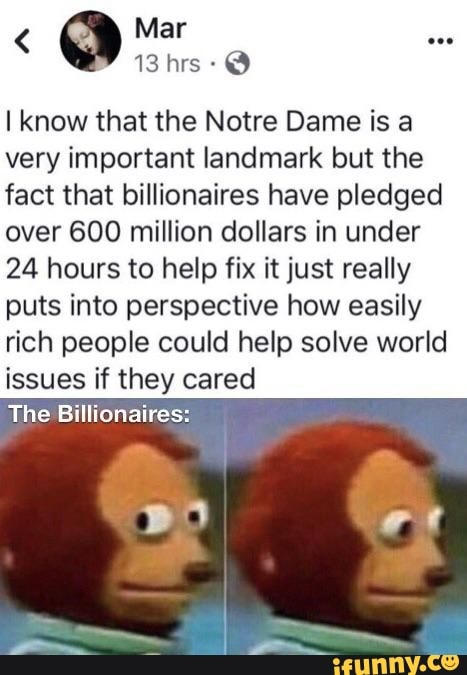 Mar
13 hrs ·
I know that the Notre Dame is a
very important landmark but the
fact that billionaires have pledged
over 600 million dollars in under
24 hours to help fix it just really
puts into perspective how easily
rich people could help solve world
issues if they cared
The Billionaires:
ifunny.co